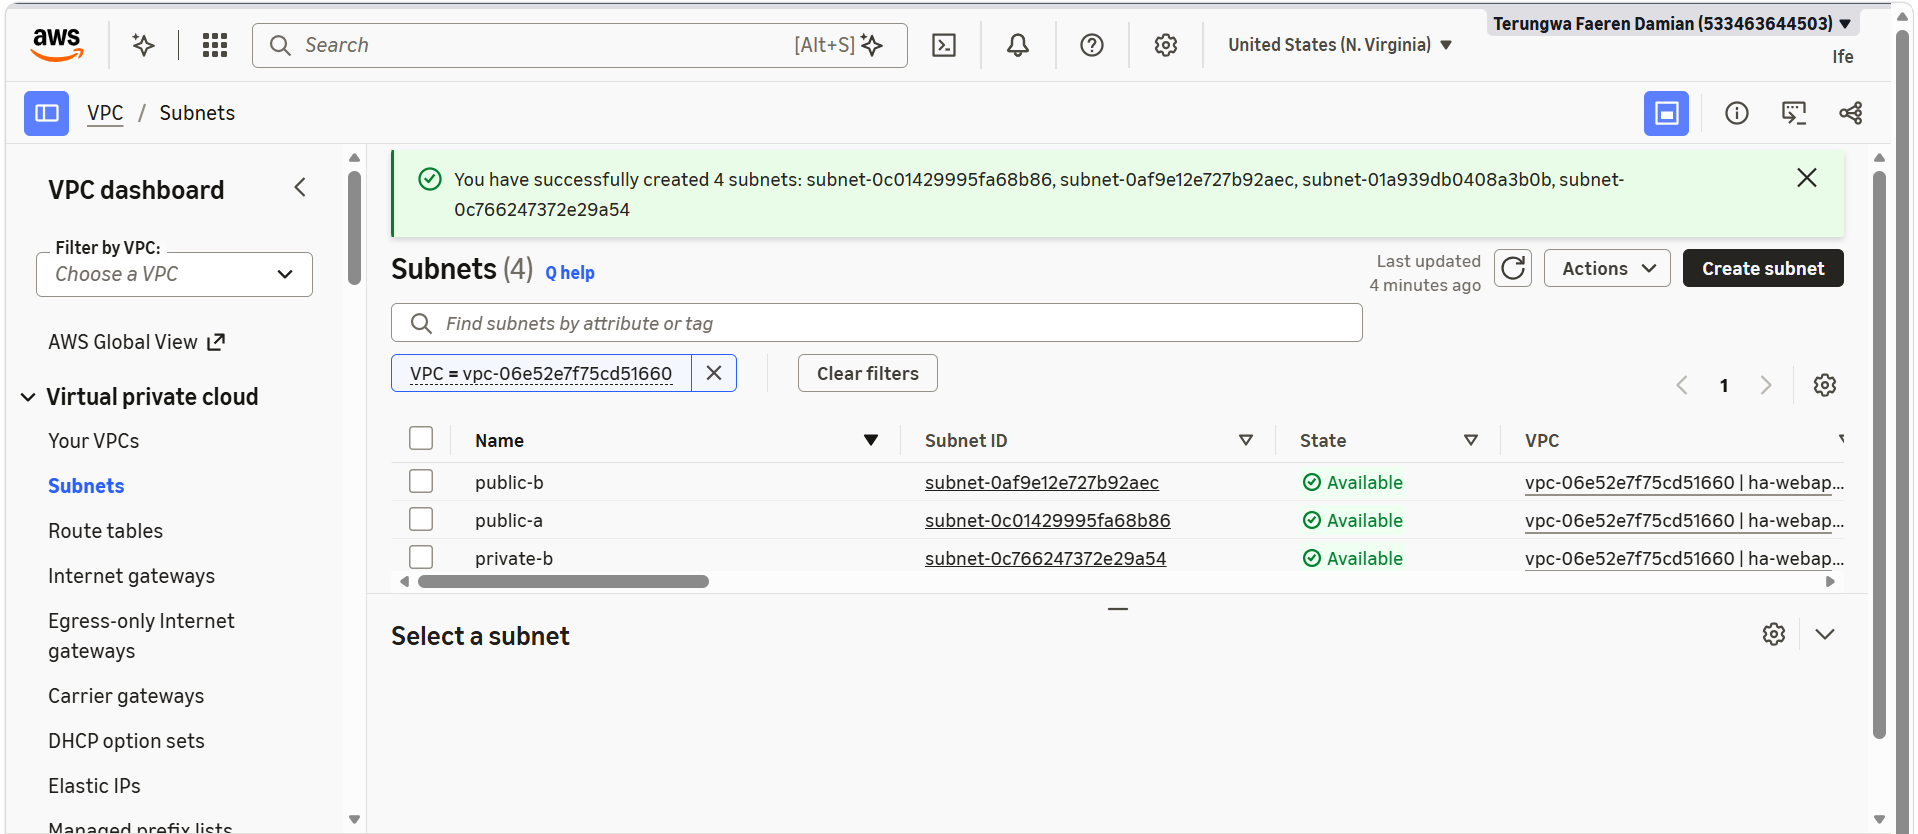 aws
Search [Alt+S]
United States (N. Virginia)
Terungwa Faeren Damian (533463644503)
Ife
VPC / Subnets
VPC dashboard
Filter by VPC:
Choose a VPC
AWS Global View
Virtual private cloud
Your VPCs
Subnets
Route tables
Internet gateways
Egress-only Internet
gateways
Carrier gateways
DHCP option sets
Elastic IPs
Managed prefix lists
You have successfully created 4 subnets: subnet-0c01429995fa68b86, subnet-0af9e12e727b92aec, subnet-01a939db0408a3b0b, subnet-
0c766247372e29a54
Subnets (4) Q help
Last updated
4 minutes ago
Actions
Create subnet
Find subnets by attribute or tag
VPC = vpc-06e52e7f75cd51660
Clear filters
1
Name Subnet ID State VPC
public-b subnet-0af9e12e727b92aec Available vpc-06e52e7f75cd51660 | ha-webap...
public-a subnet-0c01429995fa68b86 Available vpc-06e52e7f75cd51660 | ha-webap...
private-b subnet-0c766247372e29a54 Available vpc-06e52e7f75cd51660 | ha-webap...
Select a subnet